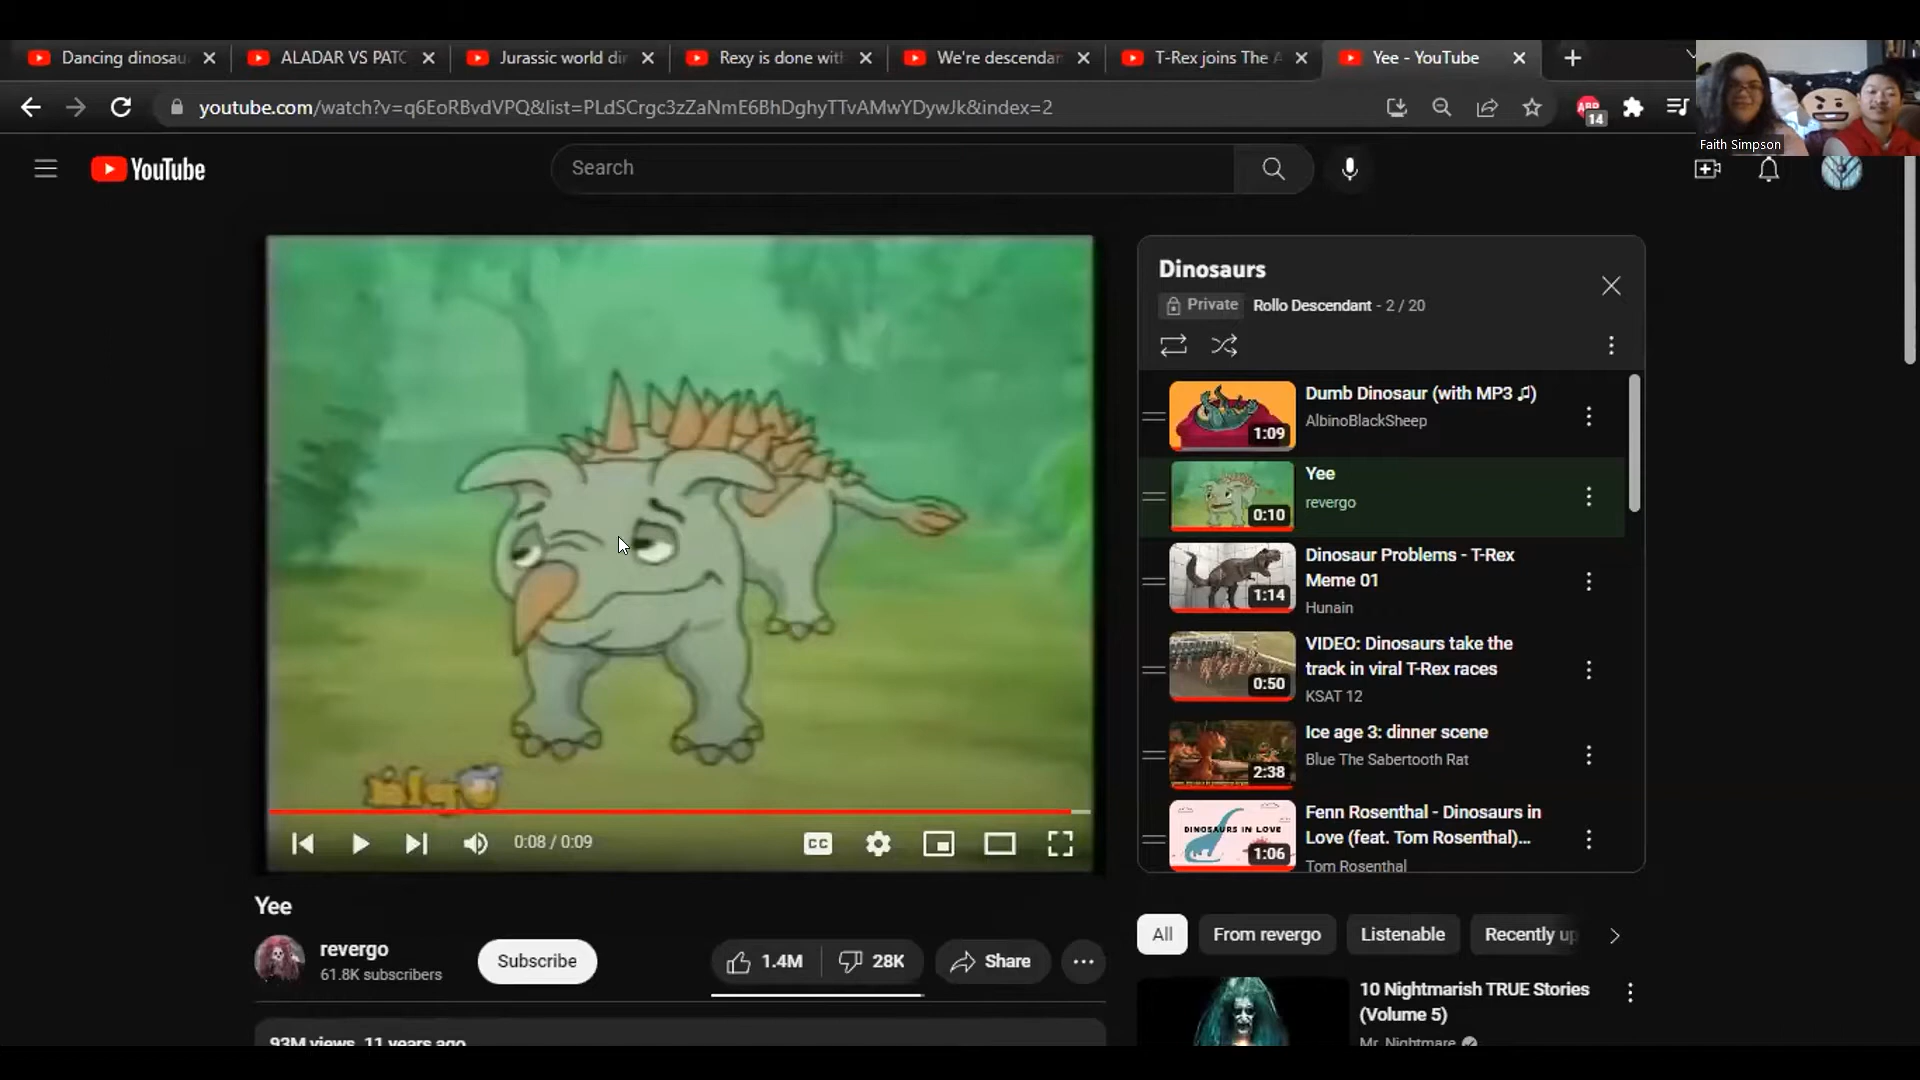 Dancing dinosau
ALADAR VS PATC
Jurassic world di
Rexy is done with
We're descendan
T-Rex joins The A
Yee - YouTube
Faith Simpson
youtube.com/watch?v=q6EoRBvdVPQ&list=PLdSCrgc3zZaNmE6BhDghyTTvAMwYDywJk&index=2
ABP
14
YouTube
Search
Dinosaurs
Private Rollo Descendant - 2 / 20
Dumb Dinosaur (with MP3 ♫)
AlbinoBlackSheep
1:09
Yee
revergo
0:10
Dinosaur Problems - T-Rex
Meme 01
Hunain
1:14
VIDEO: Dinosaurs take the
track in viral T-Rex races
KSAT 12
0:50
Ice age 3: dinner scene
Blue The Sabertooth Rat
2:38
Fenn Rosenthal - Dinosaurs in
Love (feat. Tom Rosenthal)...
Tom Rosenthal
DINOSAURS IN LOVE
1:06
0:08 / 0:09
CC
Yee
revergo
61.8K subscribers
Subscribe
1.4M
28K
Share
93M views 11 years ago
All
From revergo
Listenable
Recently up
10 Nightmarish TRUE Stories
(Volume 5)
Mr. Nightmare